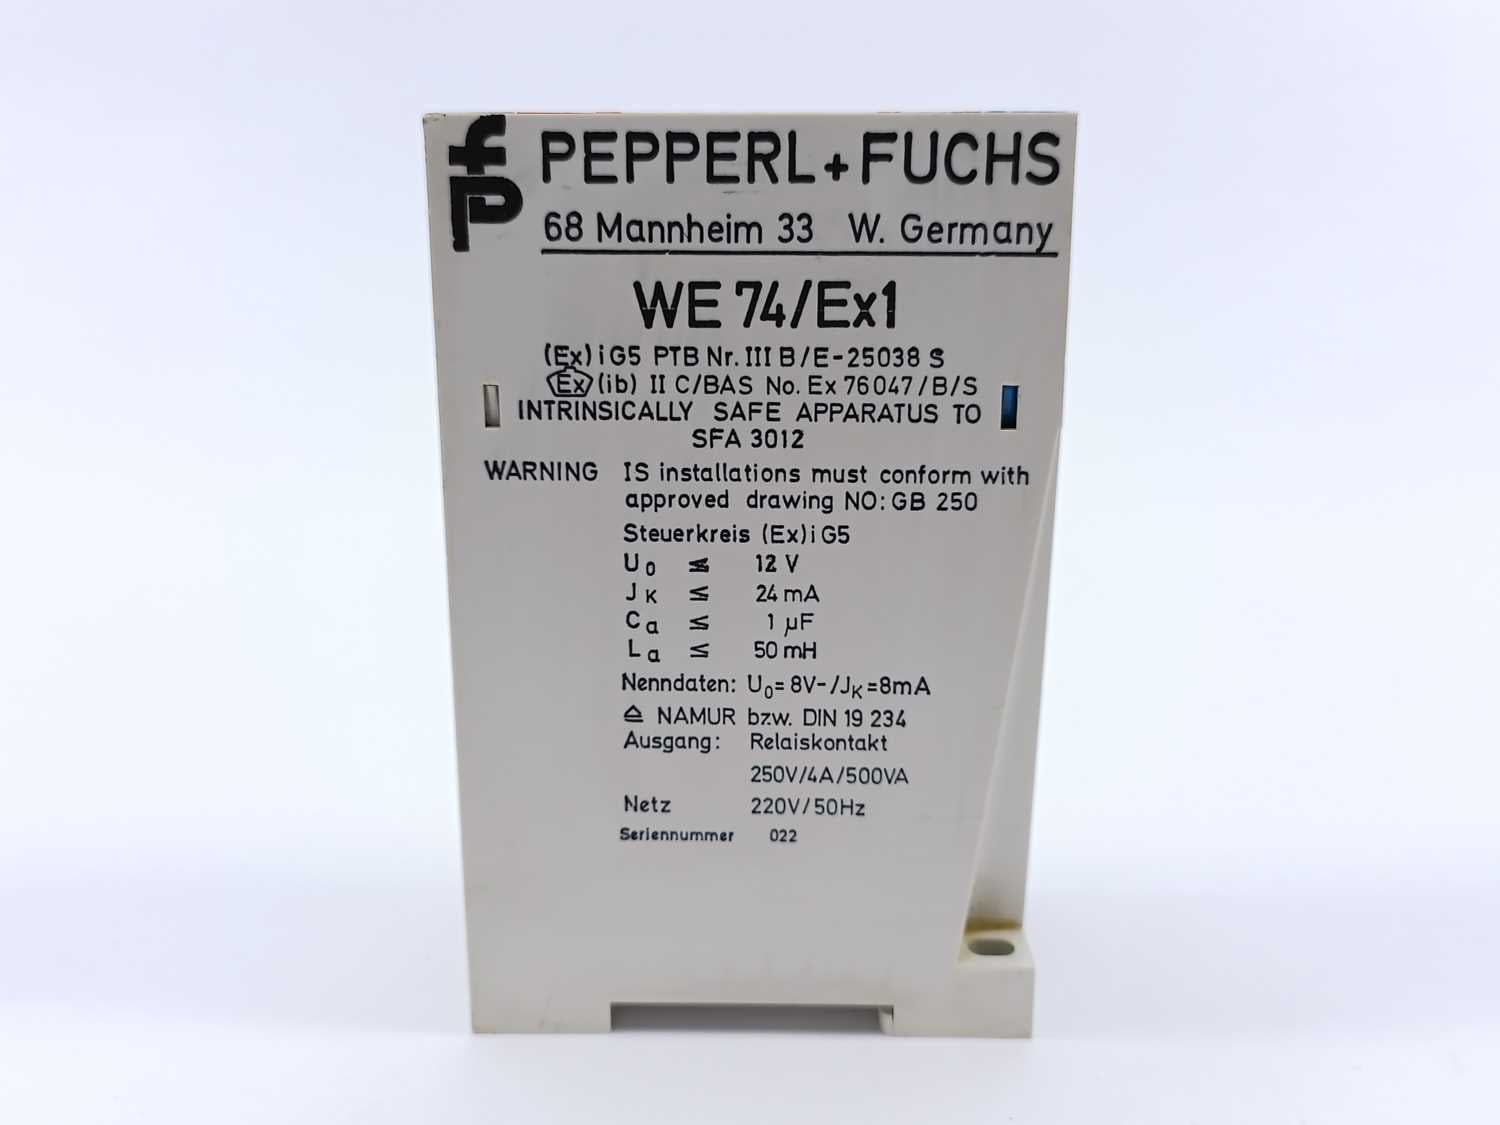 fp PEPPERL+FUCHS
68 Mannheim 33 W. Germany
WE 74/Ex1
(Ex)iG5 PTB Nr. III B/E-25038 S
Ex (ib) II C/BAS No. Ex 76047/B/S
INTRINSICALLY SAFE APPARATUS TO
SFA 3012
WARNING IS installations must conform with
approved drawing NO: GB 250
Steuerkreis (Ex)iG5
U₀ ≤ 12 V
Jₖ ≤ 24 mA
Cₐ ≤ 1 µF
Lₐ ≤ 50 mH
Nenndaten: U₀=8V-/Jₖ=8mA
≙ NAMUR bzw. DIN 19 234
Ausgang: Relaiskontakt
250V/4A/500VA
Netz 220V/50Hz
Seriennummer 022